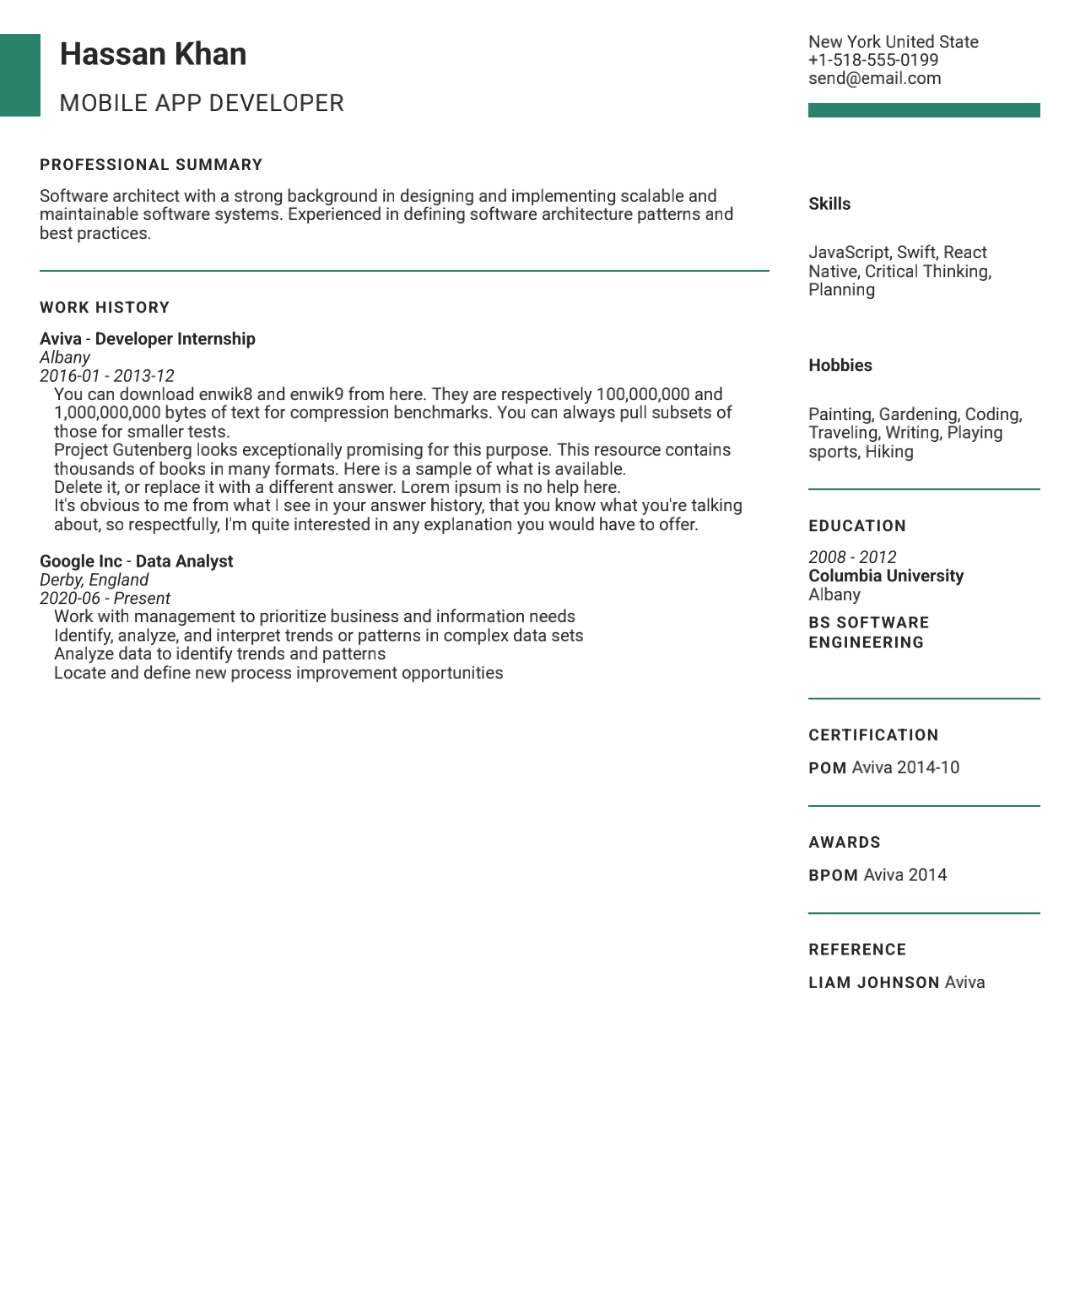 Hassan Khan
MOBILE APP DEVELOPER
New York United State
+1-518-555-0199
send@email.com
PROFESSIONAL SUMMARY
Software architect with a strong background in designing and implementing scalable and
maintainable software systems. Experienced in defining software architecture patterns and
best practices.
WORK HISTORY
Aviva - Developer Internship
Albany
2016-01 - 2013-12
You can download enwik8 and enwik9 from here. They are respectively 100,000,000 and
1,000,000,000 bytes of text for compression benchmarks. You can always pull subsets of
those for smaller tests.
Project Gutenberg looks exceptionally promising for this purpose. This resource contains
thousands of books in many formats. Here is a sample of what is available.
Delete it, or replace it with a different answer. Lorem ipsum is no help here.
It's obvious to me from what I see in your answer history, that you know what you're talking
about, so respectfully, I'm quite interested in any explanation you would have to offer.
Google Inc - Data Analyst
Derby, England
2020-06 - Present
Work with management to prioritize business and information needs
Identify, analyze, and interpret trends or patterns in complex data sets
Analyze data to identify trends and patterns
Locate and define new process improvement opportunities
Skills
JavaScript, Swift, React
Native, Critical Thinking,
Planning
Hobbies
Painting, Gardening, Coding,
Traveling, Writing, Playing
sports, Hiking
EDUCATION
2008 - 2012
Columbia University
Albany
BS SOFTWARE
ENGINEERING
CERTIFICATION
POM Aviva 2014-10
AWARDS
BPOM Aviva 2014
REFERENCE
LIAM JOHNSON Aviva